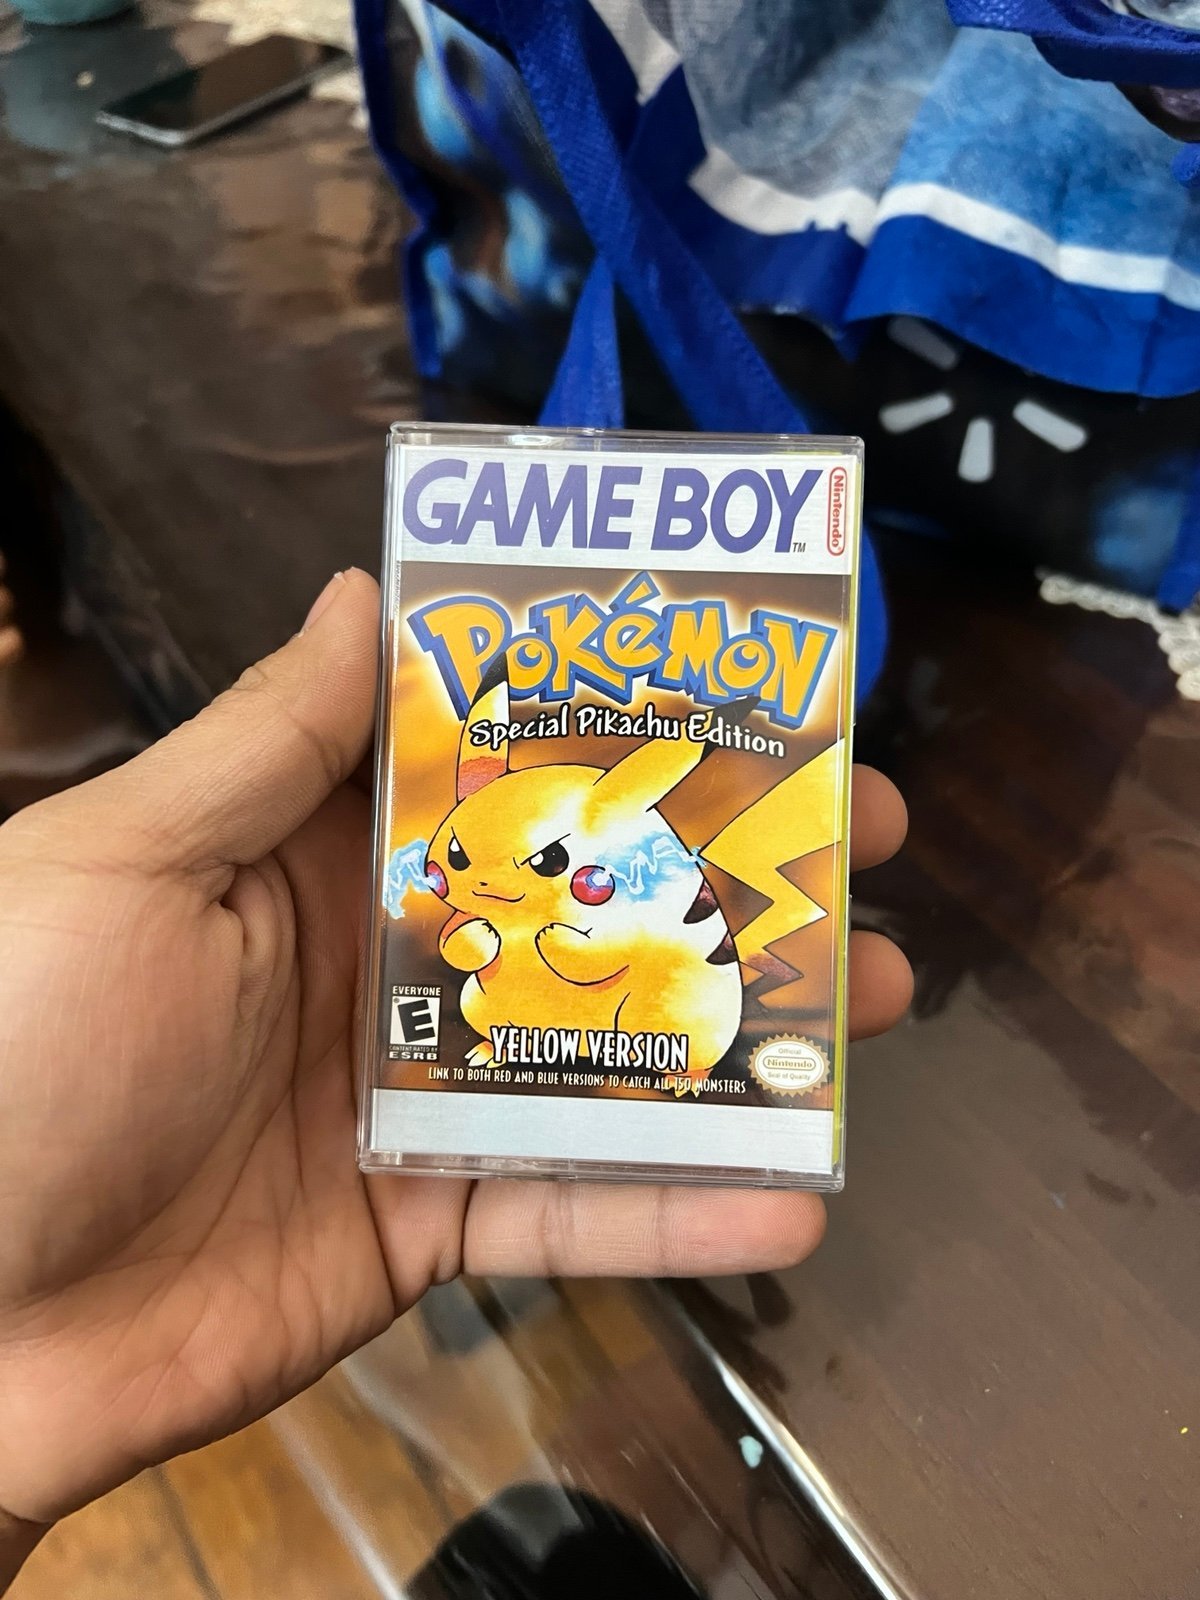 GAME BOY
TM
Nintendo®
POKéMON
Special Pikachu Edition
EVERYONE
E
CONTENT RATED BY
ESRB
YELLOW VERSION
LINK TO BOTH RED AND BLUE VERSIONS TO CATCH ALL 150 MONSTERS
Official
Nintendo
Seal of Quality